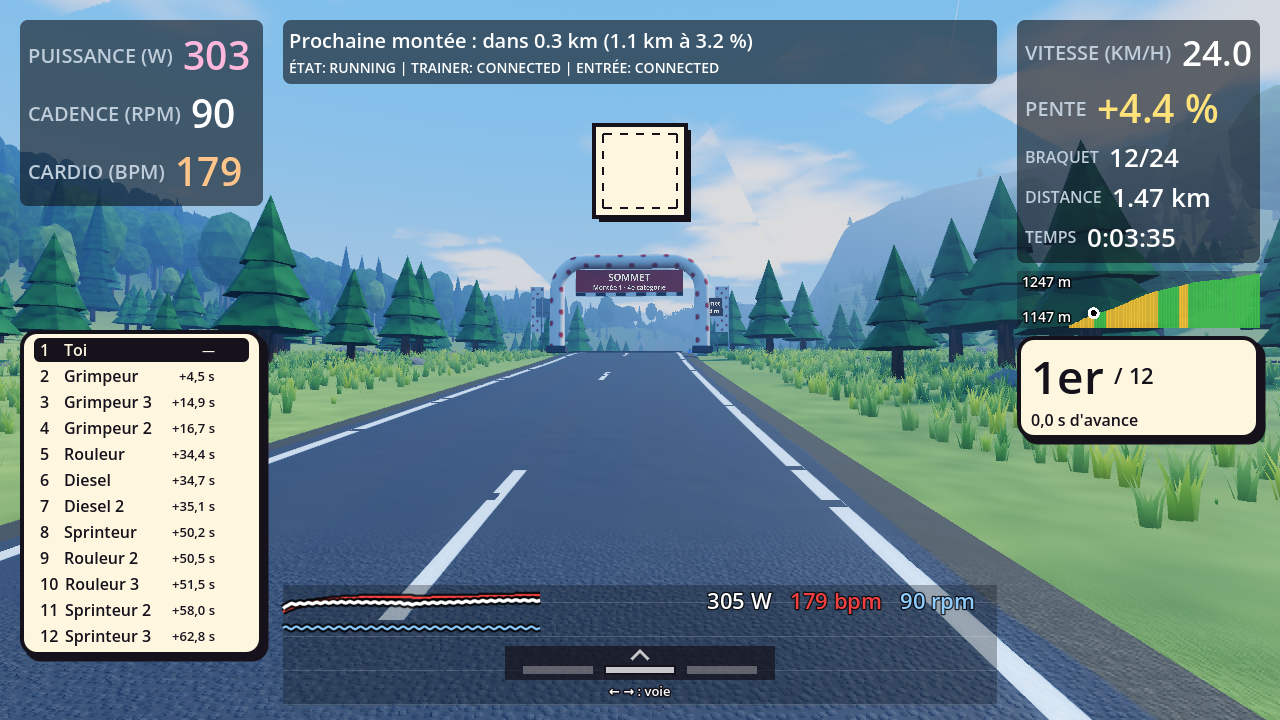 PUISSANCE (W) 303
CADENCE (RPM) 90
CARDIO (BPM) 179
Prochaine montée : dans 0.3 km (1.1 km à 3.2 %)
ÉTAT: RUNNING | TRAINER: CONNECTED | ENTRÉE: CONNECTED
VITESSE (KM/H) 24.0
PENTE +4.4 %
BRAQUET 12/24
DISTANCE 1.47 km
TEMPS 0:03:35
1247 m
1147 m
1er / 12
0,0 s d'avance
SOMMET
Montée 1 · 4e catégorie
1 Toi —
2 Grimpeur +4,5 s
3 Grimpeur 3 +14,9 s
4 Grimpeur 2 +16,7 s
5 Rouleur +34,4 s
6 Diesel +34,7 s
7 Diesel 2 +35,1 s
8 Sprinteur +50,2 s
9 Rouleur 2 +50,5 s
10 Rouleur 3 +51,5 s
11 Sprinteur 2 +58,0 s
12 Sprinteur 3 +62,8 s
305 W 179 bpm 90 rpm
← → : voie